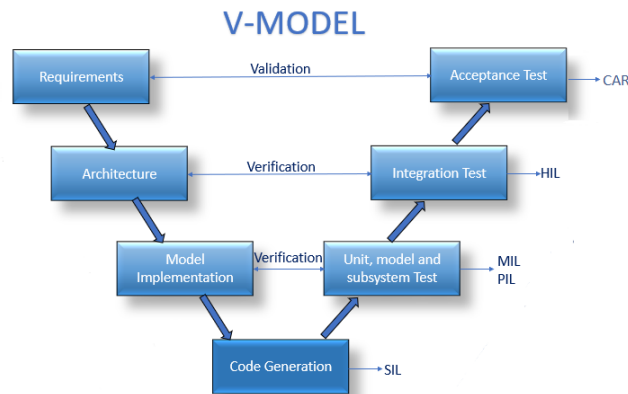 V-MODEL
Requirements
Validation
Acceptance Test
CAR
Architecture
Verification
Integration Test
HIL
Model
Implementation
Verification
Unit, model and
subsystem Test
MIL
PIL
Code Generation
SIL